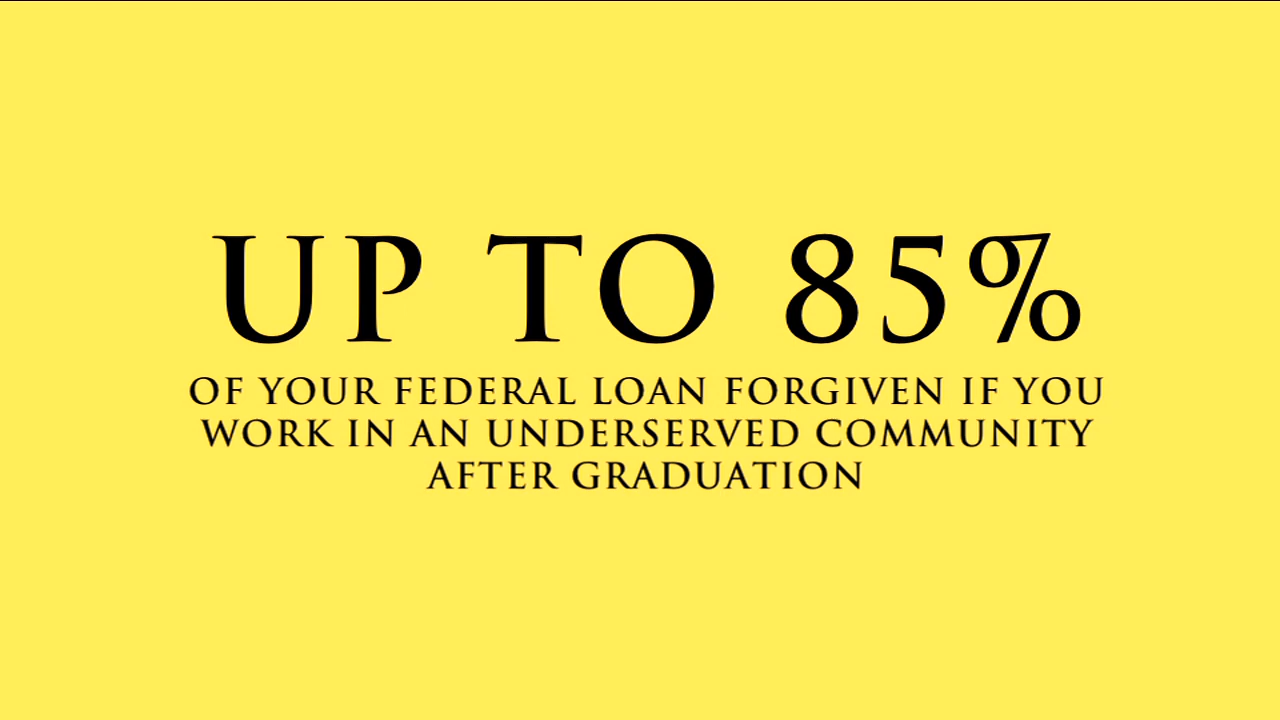 UP TO 85%
OF YOUR FEDERAL LOAN FORGIVEN IF YOU
WORK IN AN UNDERSERVED COMMUNITY
AFTER GRADUATION